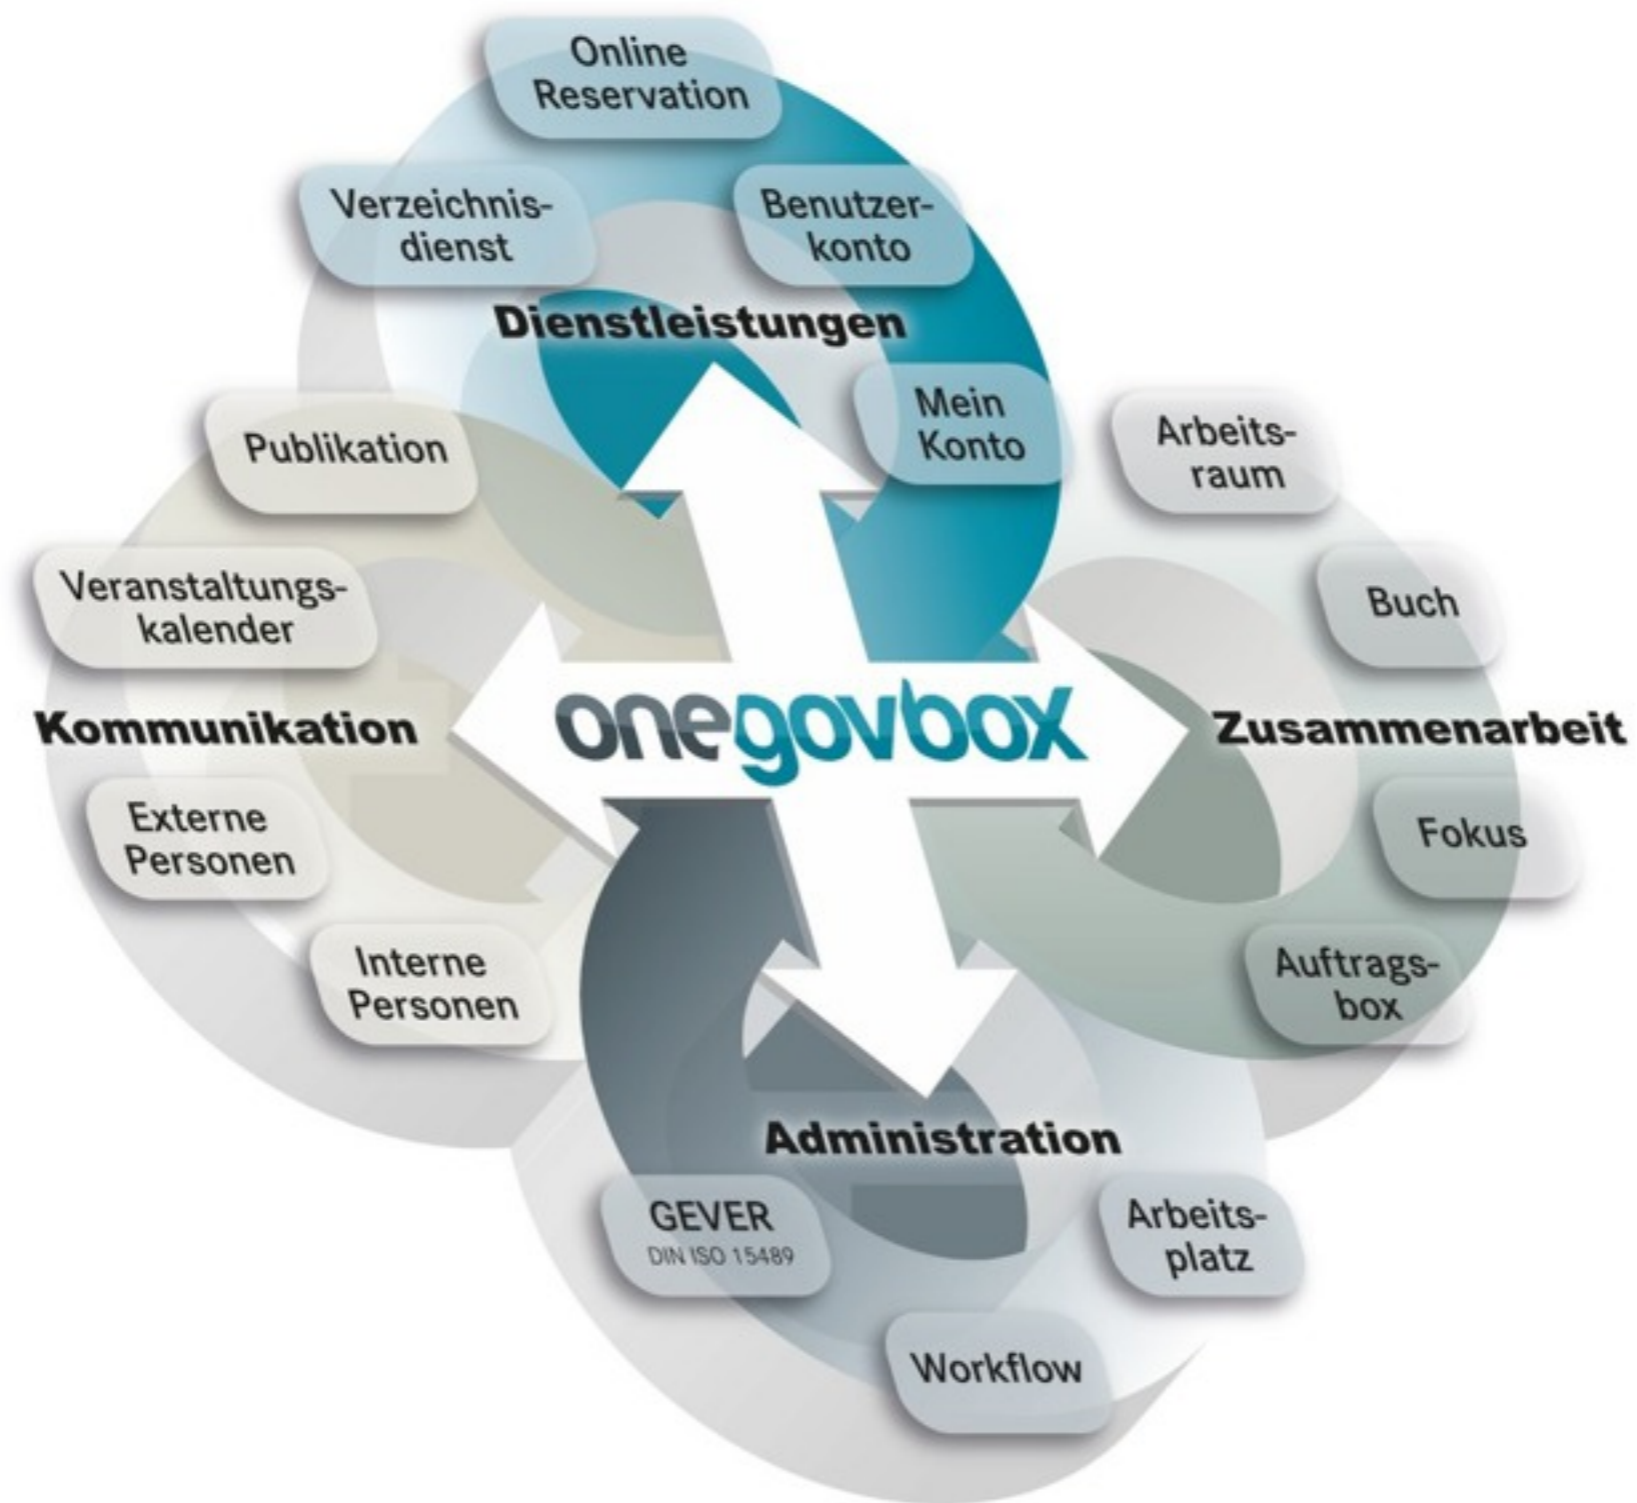 Online
Reservation
Verzeichnis-
dienst
Benutzer-
konto
Dienstleistungen
Mein
Konto
Publikation
Arbeits-
raum
Veranstaltungs-
kalender
Buch
Kommunikation
onegovbox
Zusammenarbeit
Externe
Personen
Fokus
Interne
Personen
Auftrags-
box
Administration
GEVER
DIN ISO 15489
Arbeits-
platz
Workflow